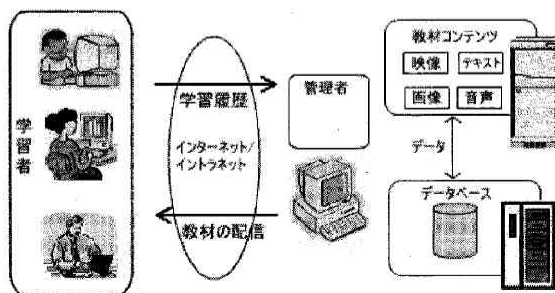 学習者
学習履歴
インターネット/
イントラネット
教材の配信
管理者
教材コンテンツ
映像
テキスト
画像
音声
データ
データベース